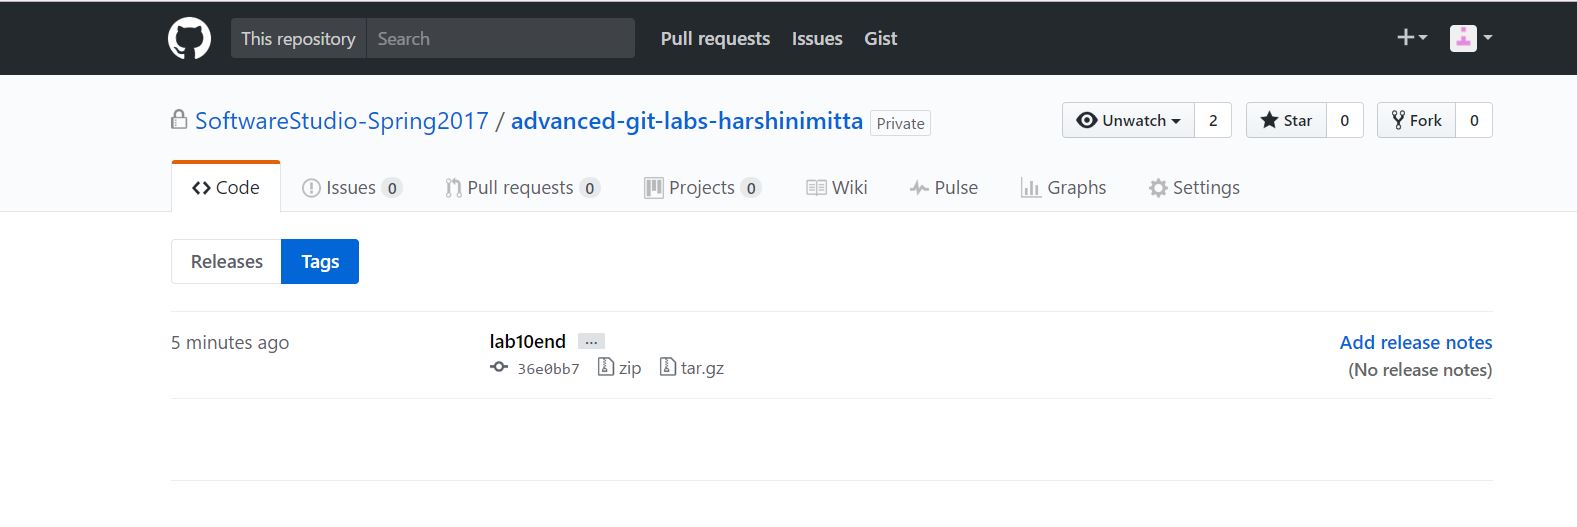 This repository Search Pull requests Issues Gist
SoftwareStudio-Spring2017 / advanced-git-labs-harshinimitta Private Unwatch 2 Star 0 Fork 0
Code Issues 0 Pull requests 0 Projects 0 Wiki Pulse Graphs Settings
Releases Tags
5 minutes ago lab10end ... Add release notes
36e0bb7 zip tar.gz (No release notes)